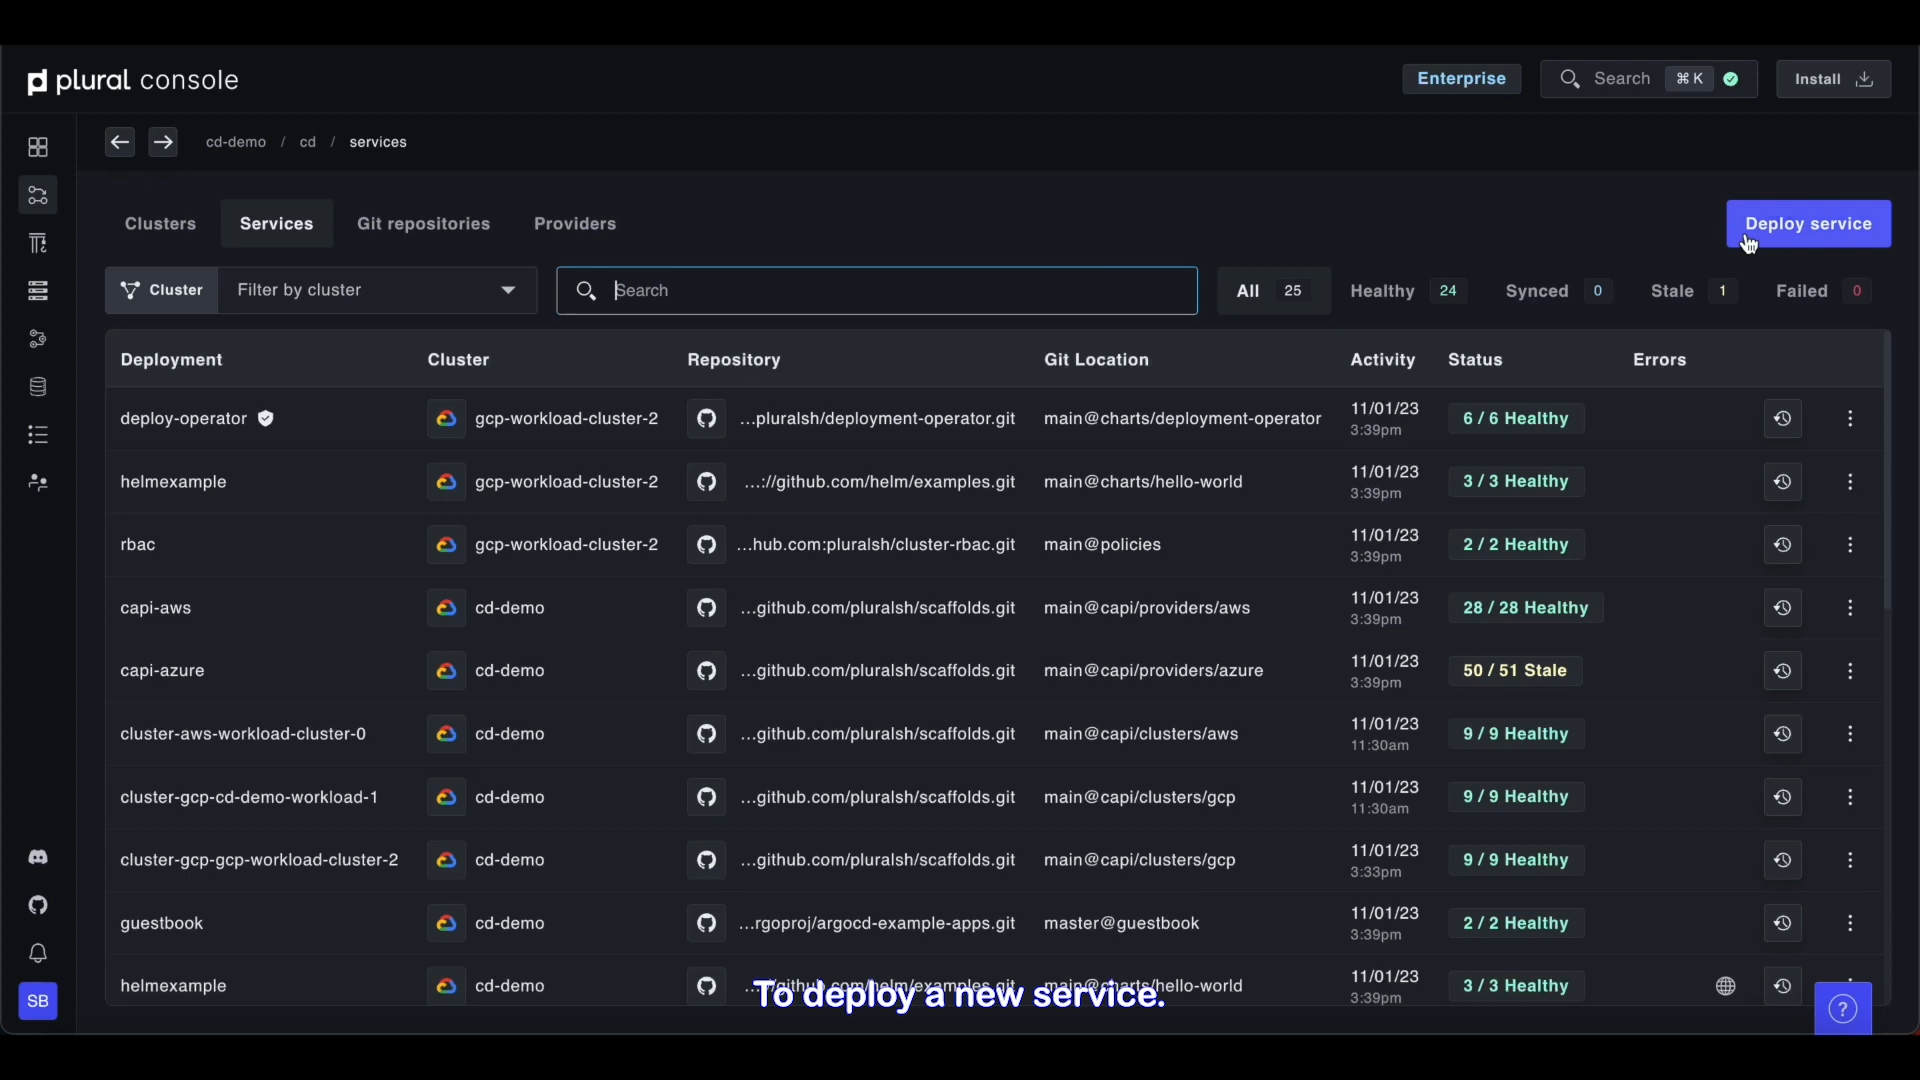 plural console
Enterprise
Search ⌘ K
Install
cd-demo / cd / services
Clusters Services Git repositories Providers
Deploy service
Cluster Filter by cluster Search All 25 Healthy 24 Synced 0 Stale 1 Failed 0
Deployment Cluster Repository Git Location Activity Status Errors
deploy-operator gcp-workload-cluster-2 ...pluralsh/deployment-operator.git main@charts/deployment-operator 11/01/23 3:39pm 6 / 6 Healthy
helmexample gcp-workload-cluster-2 ...://github.com/helm/examples.git main@charts/hello-world 11/01/23 3:39pm 3 / 3 Healthy
rbac gcp-workload-cluster-2 ...hub.com:pluralsh/cluster-rbac.git main@policies 11/01/23 3:39pm 2 / 2 Healthy
capi-aws cd-demo ...github.com/pluralsh/scaffolds.git main@capi/providers/aws 11/01/23 3:39pm 28 / 28 Healthy
capi-azure cd-demo ...github.com/pluralsh/scaffolds.git main@capi/providers/azure 11/01/23 3:39pm 50 / 51 Stale
cluster-aws-workload-cluster-0 cd-demo ...github.com/pluralsh/scaffolds.git main@capi/clusters/aws 11/01/23 11:30am 9 / 9 Healthy
cluster-gcp-cd-demo-workload-1 cd-demo ...github.com/pluralsh/scaffolds.git main@capi/clusters/gcp 11/01/23 11:30am 9 / 9 Healthy
cluster-gcp-gcp-workload-cluster-2 cd-demo ...github.com/pluralsh/scaffolds.git main@capi/clusters/gcp 11/01/23 3:33pm 9 / 9 Healthy
guestbook cd-demo ...rgoproj/argocd-example-apps.git master@guestbook 11/01/23 3:39pm 2 / 2 Healthy
helmexample cd-demo ...://github.com/helm/examples.git main@charts/hello-world 11/01/23 3:39pm 3 / 3 Healthy
To deploy a new service.
SB
?